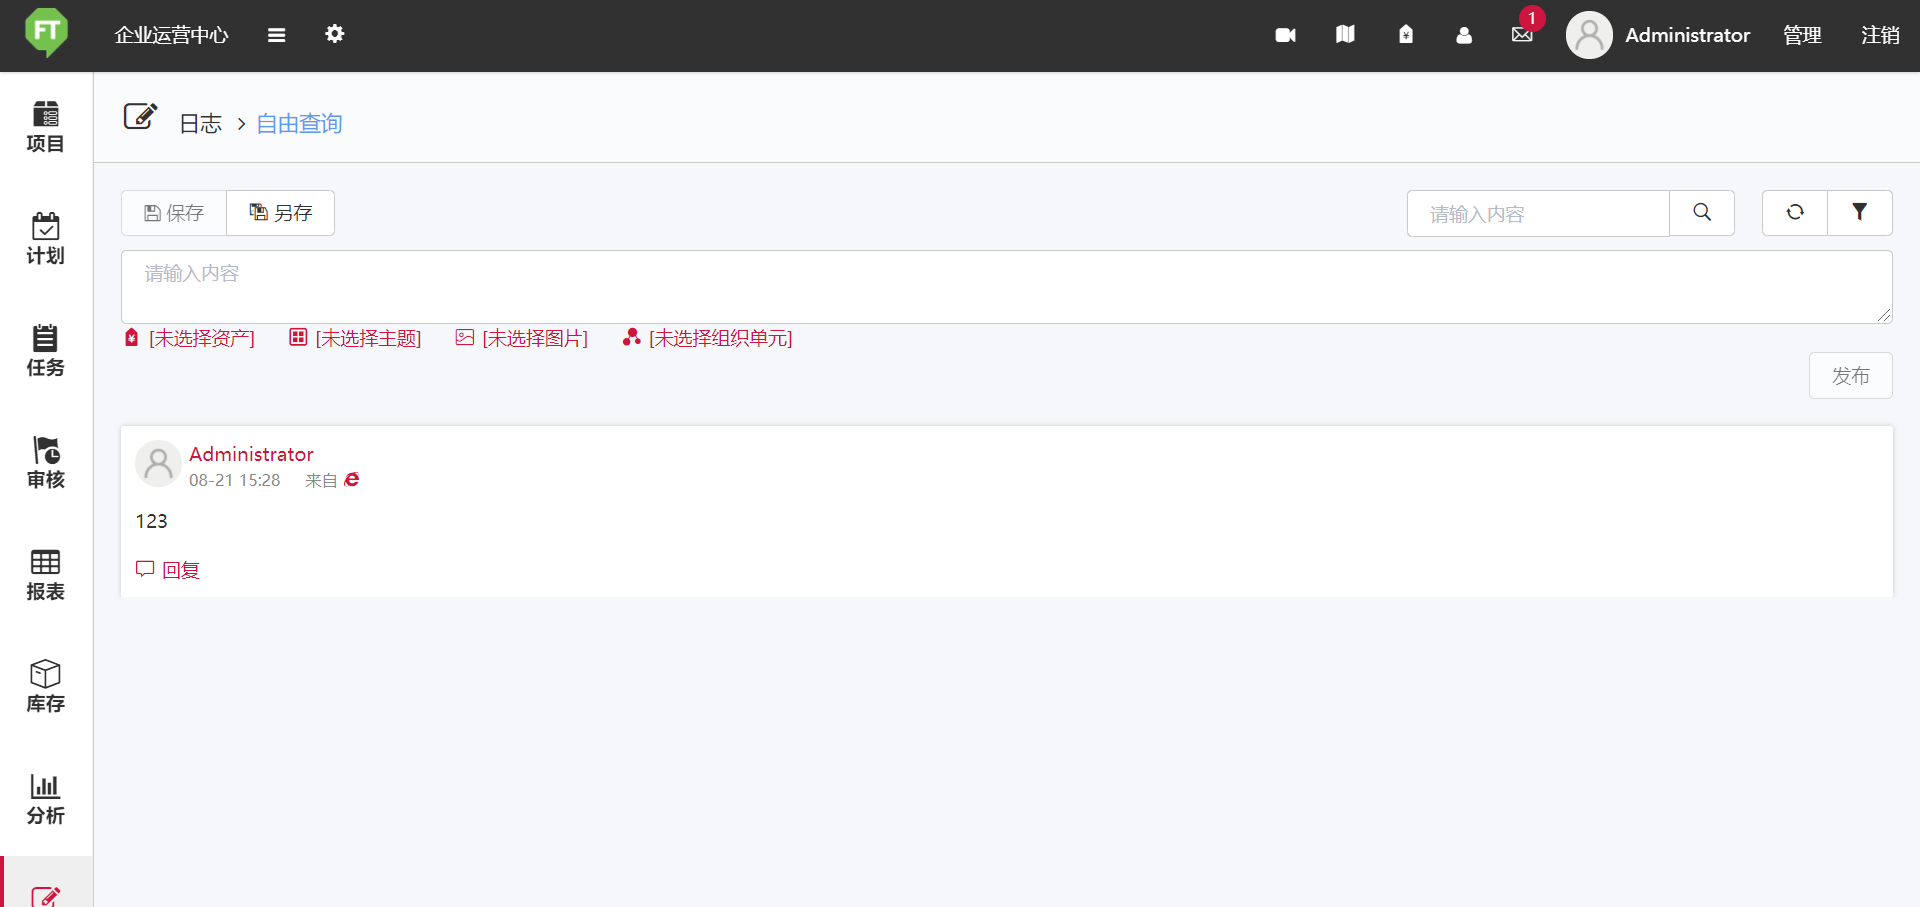 FT
企业运营中心
1
Administrator
管理
注销
项目
计划
任务
审核
报表
库存
分析
日志 > 自由查询
保存
另存
请输入内容
请输入内容
[未选择资产] [未选择主题] [未选择图片] [未选择组织单元]
发布
Administrator
08-21 15:28 来自
123
回复